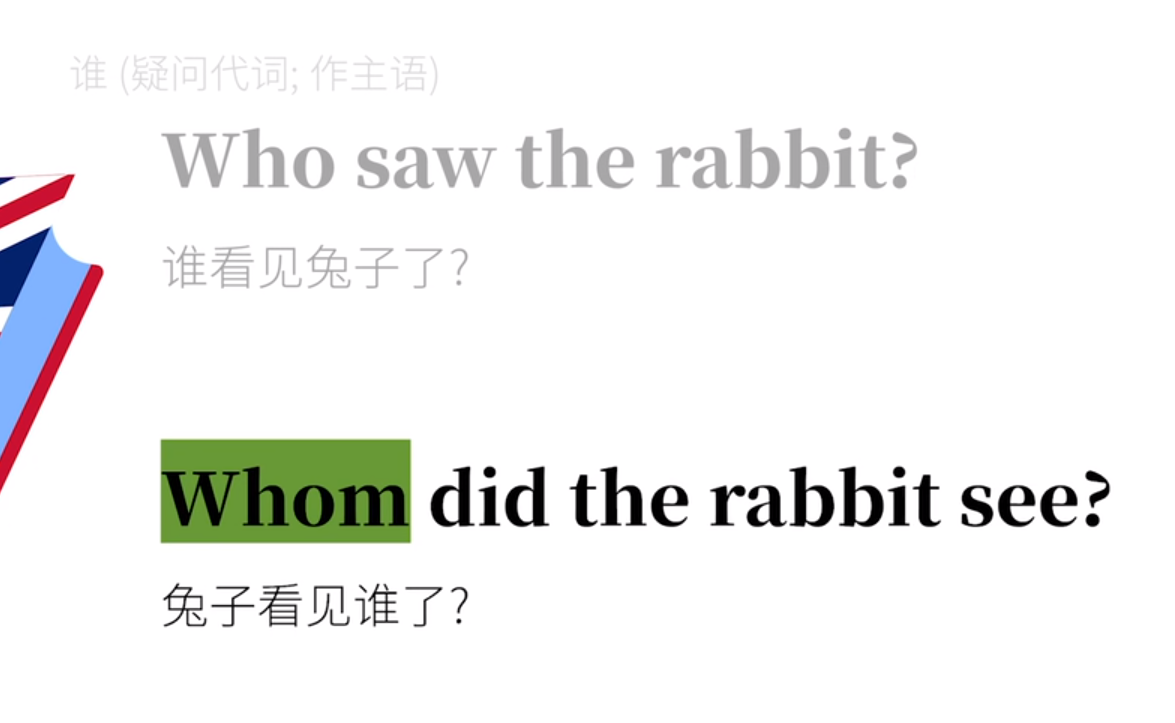 谁 (疑问代词; 作主语)
Who saw the rabbit?
谁看见兔子了?
Whom did the rabbit see?
兔子看见谁了?